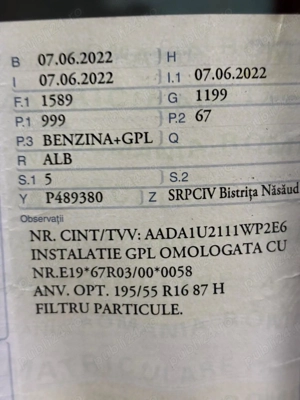 B 07.06.2022 H
I 07.06.2022 I.1 07.06.2022
F.1 1589 G 1199
P.1 999 P.2 67
P.3 BENZINA+GPL Q
R ALB
S.1 5 S.2
Y P489380 Z SRPCIV Bistrița Năsăud
Observații
NR. CINT/TVV: AADA1U2111WP2E6
INSTALATIE GPL OMOLOGATA CU
NR.E19*67R03/00*0058
ANV. OPT. 195/55 R16 87 H
FILTRU PARTICULE.